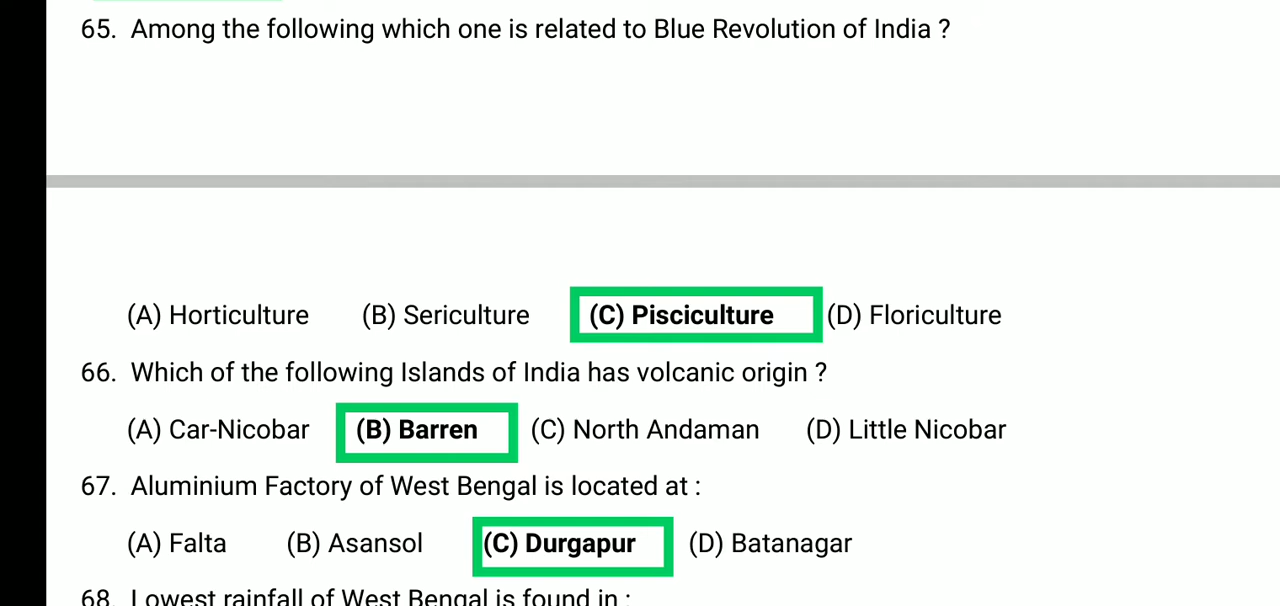 65. Among the following which one is related to Blue Revolution of India ?
(A) Horticulture (B) Sericulture (C) Pisciculture (D) Floriculture
66. Which of the following Islands of India has volcanic origin ?
(A) Car-Nicobar (B) Barren (C) North Andaman (D) Little Nicobar
67. Aluminium Factory of West Bengal is located at :
(A) Falta (B) Asansol (C) Durgapur (D) Batanagar
68. Lowest rainfall of West Bengal is found in :